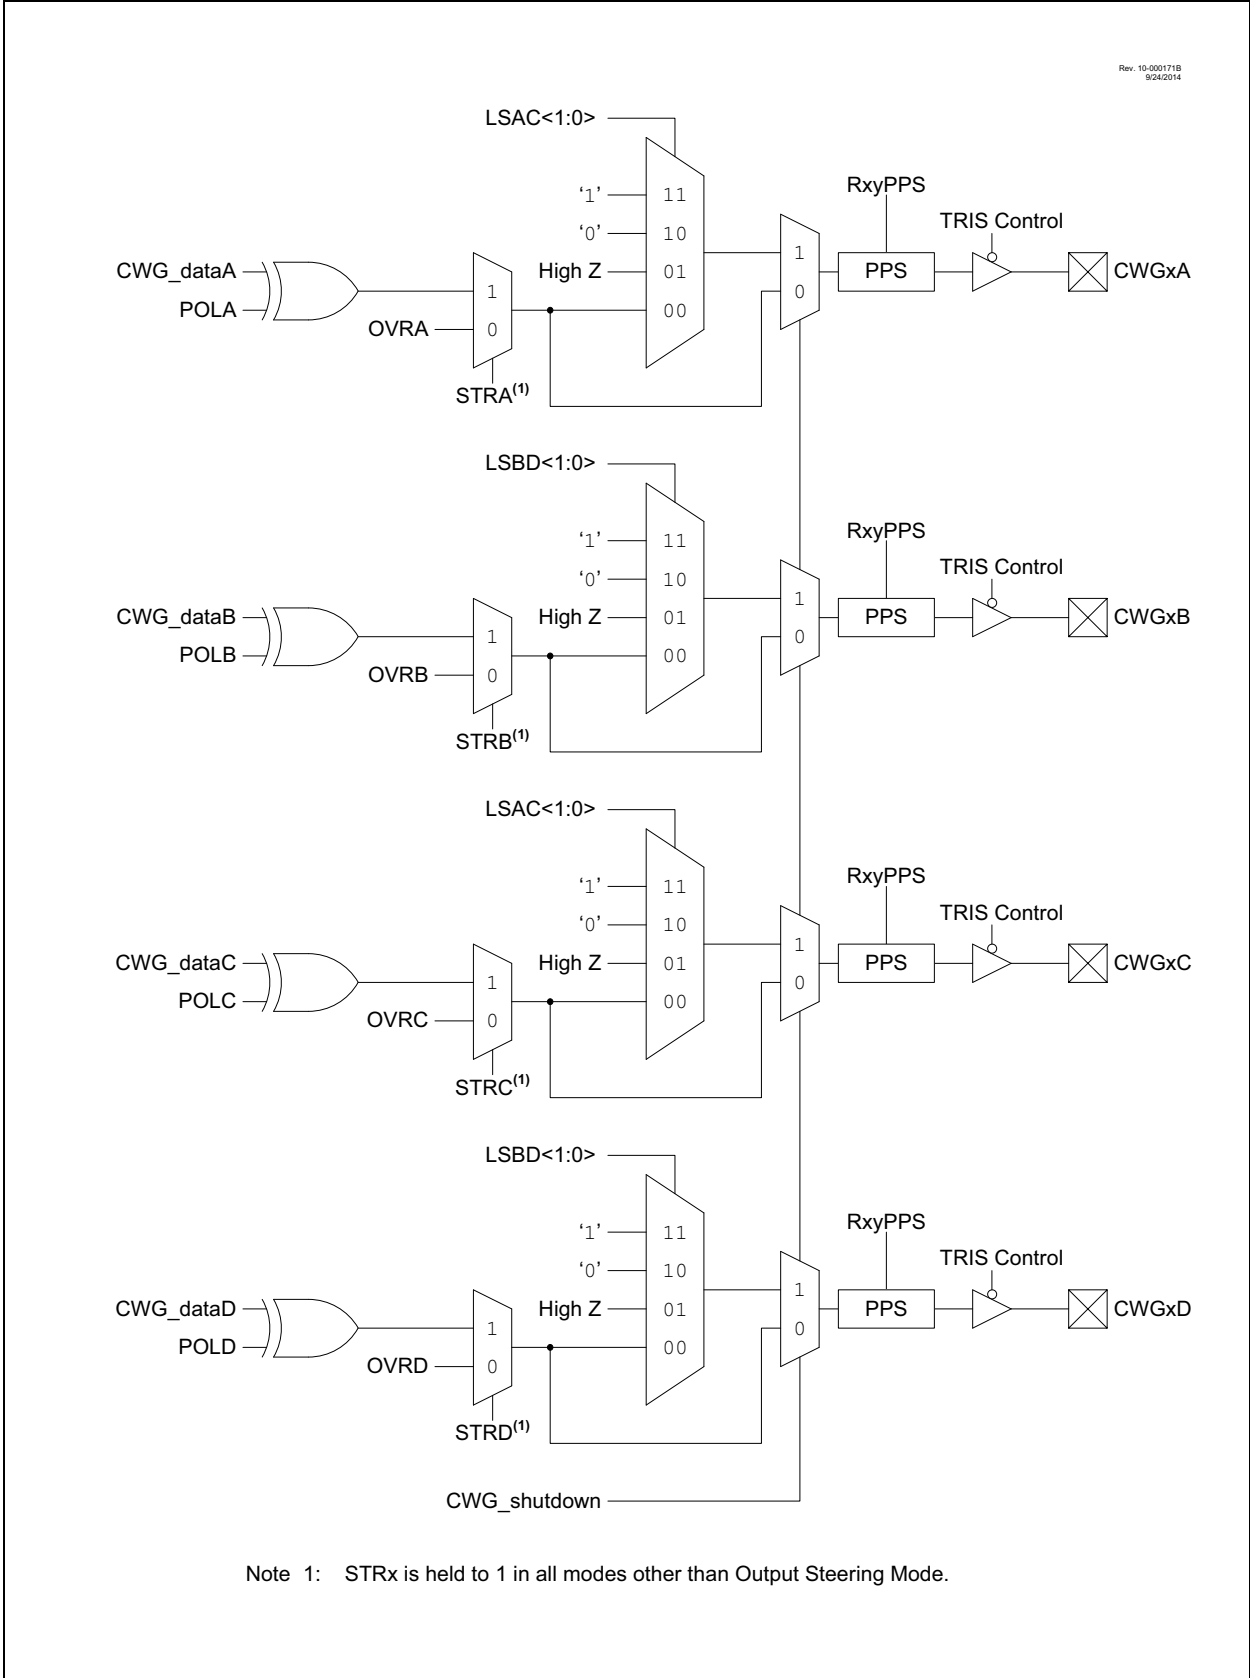 Rev. 10-000171B
9/24/2014
LSAC<1:0>
RxyPPS
‘1’
11
TRIS Control
‘0’
10
1
CWG_dataA
High Z
01
PPS
CWGxA
1
0
POLA
00
OVRA
0
STRA(1)
LSBD<1:0>
RxyPPS
‘1’
11
TRIS Control
‘0’
10
1
CWG_dataB
High Z
01
PPS
CWGxB
1
0
POLB
00
OVRB
0
STRB(1)
LSAC<1:0>
RxyPPS
‘1’
11
TRIS Control
‘0’
10
1
CWG_dataC
High Z
01
PPS
CWGxC
1
0
POLC
00
OVRC
0
STRC(1)
LSBD<1:0>
RxyPPS
‘1’
11
TRIS Control
‘0’
10
1
CWG_dataD
High Z
01
PPS
CWGxD
1
0
POLD
00
OVRD
0
STRD(1)
CWG_shutdown
Note 1: STRx is held to 1 in all modes other than Output Steering Mode.